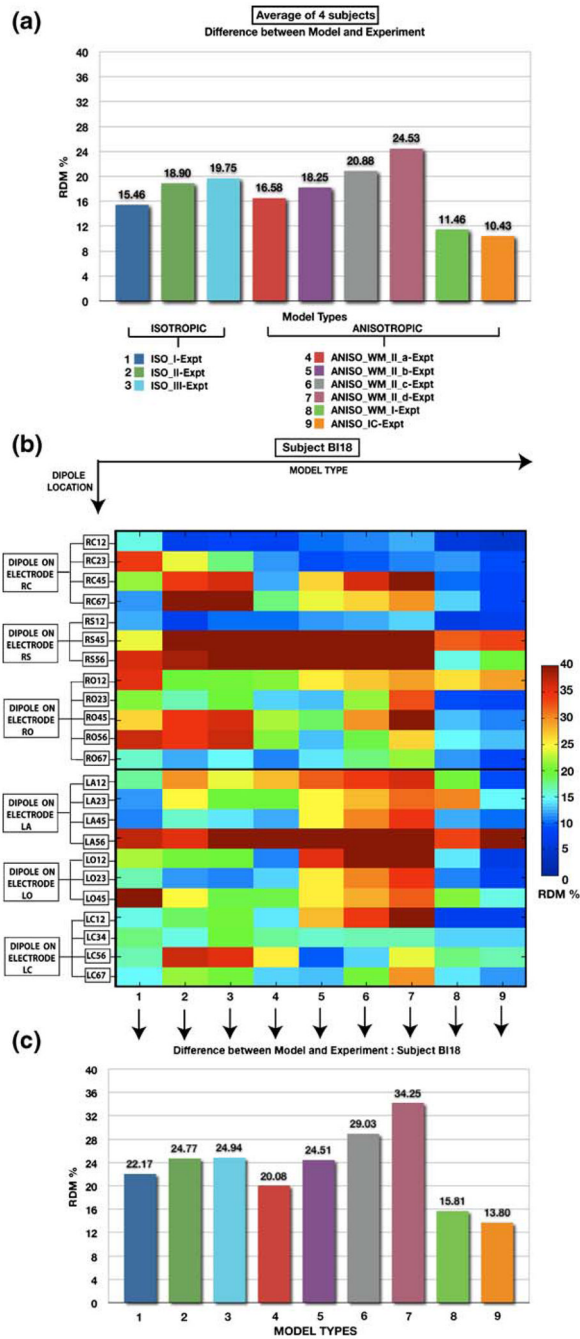 (a)
Average of 4 subjects
Difference between Model and Experiment
RDM %
40
36
32
28
24
20
16
12
8
4
0
15.46
18.90
19.75
16.58
18.25
20.88
24.53
11.46
10.43
Model Types
ISOTROPIC
ANISOTROPIC
1 ISO_I-Expt
2 ISO_II-Expt
3 ISO_III-Expt
4 ANISO_WM_II_a-Expt
5 ANISO_WM_II_b-Expt
6 ANISO_WM_II_c-Expt
7 ANISO_WM_II_d-Expt
8 ANISO_WM_I-Expt
9 ANISO_IC-Expt
(b)
Subject BI18
MODEL TYPE
DIPOLE
LOCATION
DIPOLE ON
ELECTRODE
RC
RC12
RC23
RC45
RC67
DIPOLE ON
ELECTRODE
RS
RS12
RS45
RS56
DIPOLE ON
ELECTRODE
RO
RO12
RO23
RO45
RO56
RO67
DIPOLE ON
ELECTRODE
LA
LA12
LA23
LA45
LA56
DIPOLE ON
ELECTRODE
LO
LO12
LO23
LO45
DIPOLE ON
ELECTRODE
LC
LC12
LC34
LC56
LC67
40
35
30
25
20
15
10
5
0
RDM %
1 2 3 4 5 6 7 8 9
Difference between Model and Experiment : Subject BI18
(c)
RDM %
40
36
32
28
24
20
16
12
8
4
0
22.17
24.77
24.94
20.08
24.51
29.03
34.25
15.81
13.80
1 2 3 4 5 6 7 8 9
MODEL TYPES